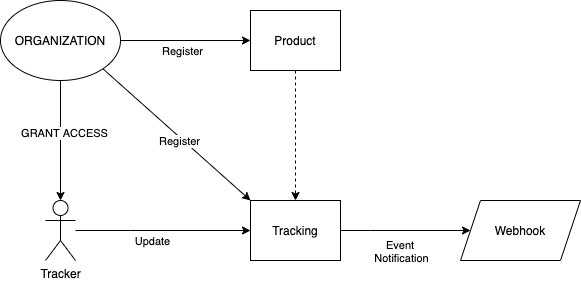 ORGANIZATION
Register
Product
GRANT ACCESS
Register
Tracker
Update
Tracking
Event
Notification
Webhook